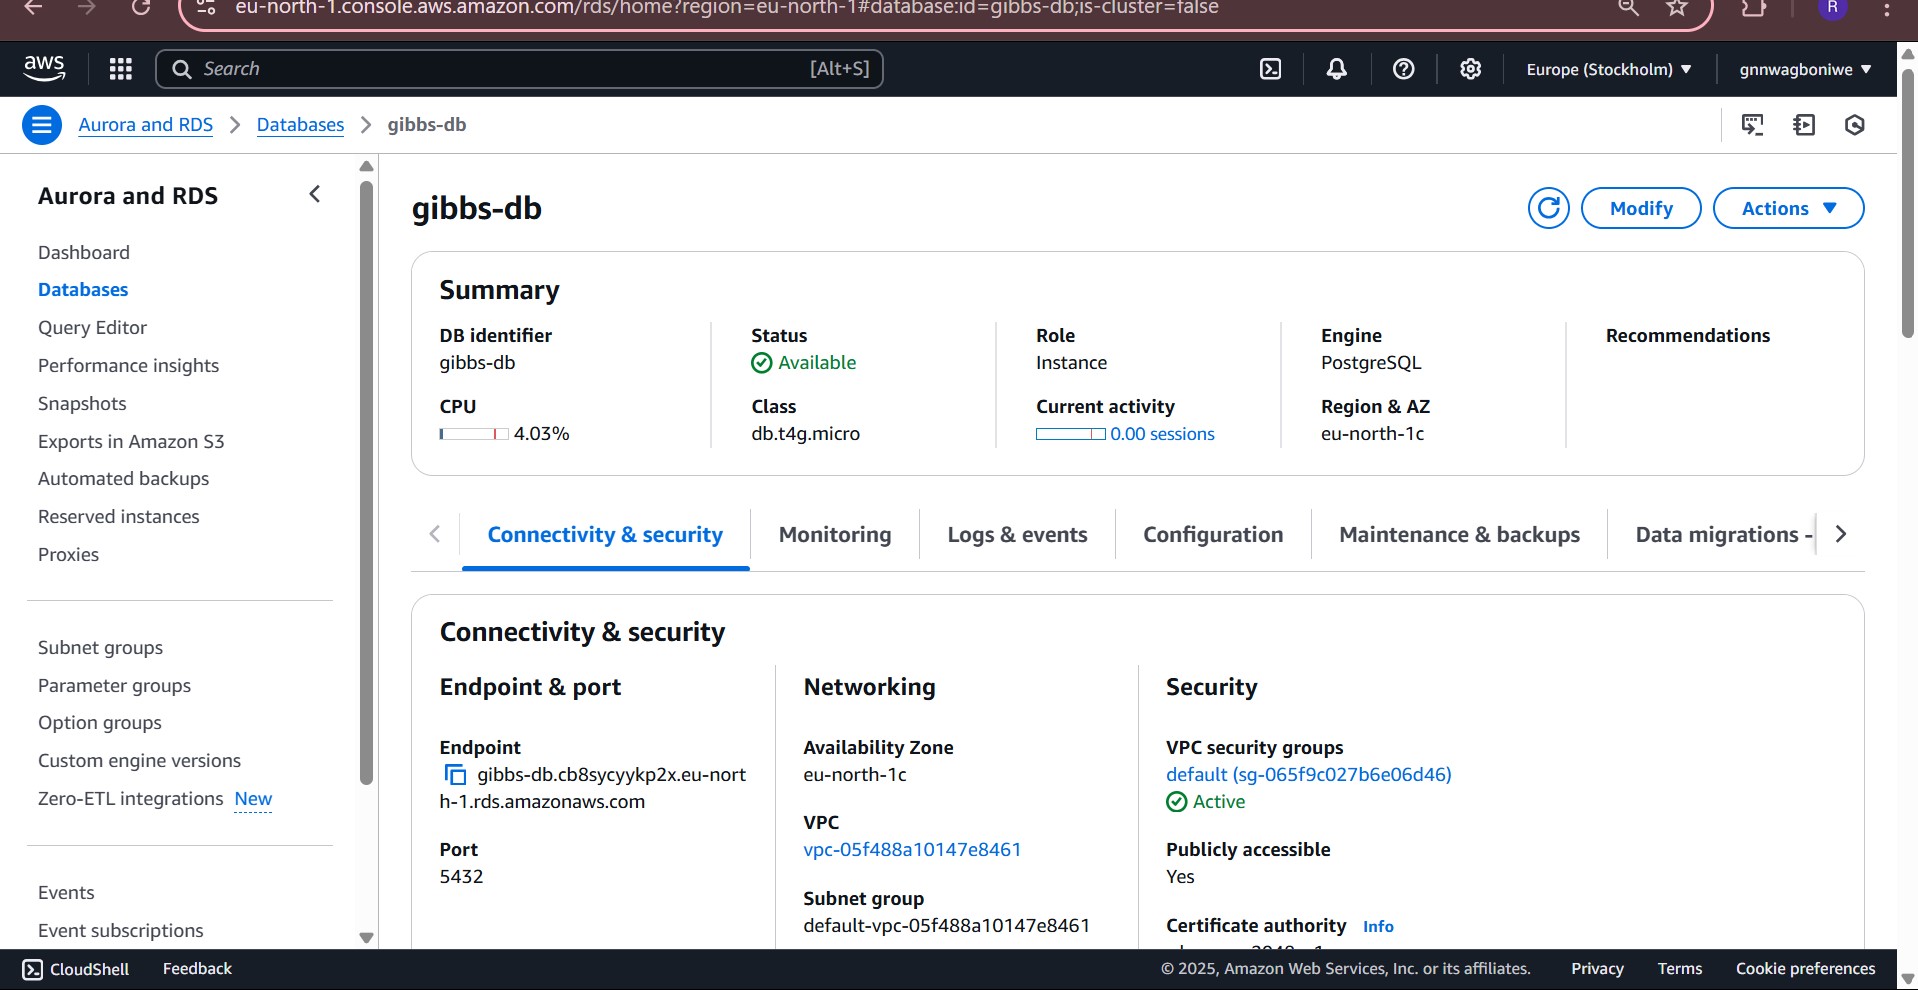 eu-north-1.console.aws.amazon.com/rds/home?region=eu-north-1#database:id=gibbs-db;is-cluster=false
R
aws
Search [Alt+S]
Europe (Stockholm) gnnwagboniwe
Aurora and RDS > Databases > gibbs-db
Aurora and RDS
Dashboard
Databases
Query Editor
Performance insights
Snapshots
Exports in Amazon S3
Automated backups
Reserved instances
Proxies
Subnet groups
Parameter groups
Option groups
Custom engine versions
Zero-ETL integrations New
Events
Event subscriptions
gibbs-db
Modify
Actions
Summary
DB identifier
gibbs-db
Status
Available
Role
Instance
Engine
PostgreSQL
Recommendations
CPU
4.03%
Class
db.t4g.micro
Current activity
0.00 sessions
Region & AZ
eu-north-1c
Connectivity & security
Monitoring
Logs & events
Configuration
Maintenance & backups
Data migrations -
Connectivity & security
Endpoint & port
Endpoint
gibbs-db.cb8sycyykp2x.eu-nort
h-1.rds.amazonaws.com
Port
5432
Networking
Availability Zone
eu-north-1c
VPC
vpc-05f488a10147e8461
Subnet group
default-vpc-05f488a10147e8461
Security
VPC security groups
default (sg-065f9c027b6e06d46)
Active
Publicly accessible
Yes
Certificate authority Info
CloudShell
Feedback
© 2025, Amazon Web Services, Inc. or its affiliates.
Privacy
Terms
Cookie preferences